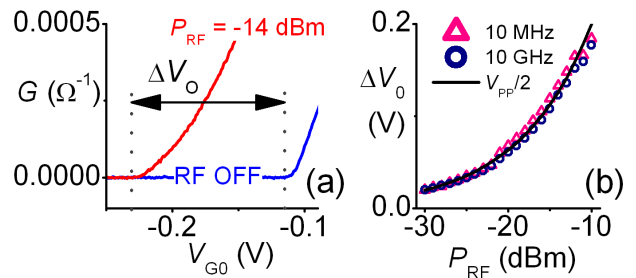 0.0005
P_RF = -14 dBm
ΔV_O
G (Ω⁻¹)
0.0000
RF OFF
(a)
-0.2
-0.1
V_G0 (V)
0.2
10 MHz
10 GHz
V_PP/2
ΔV_0
(V)
0.0
(b)
-30
-20
-10
P_RF (dBm)